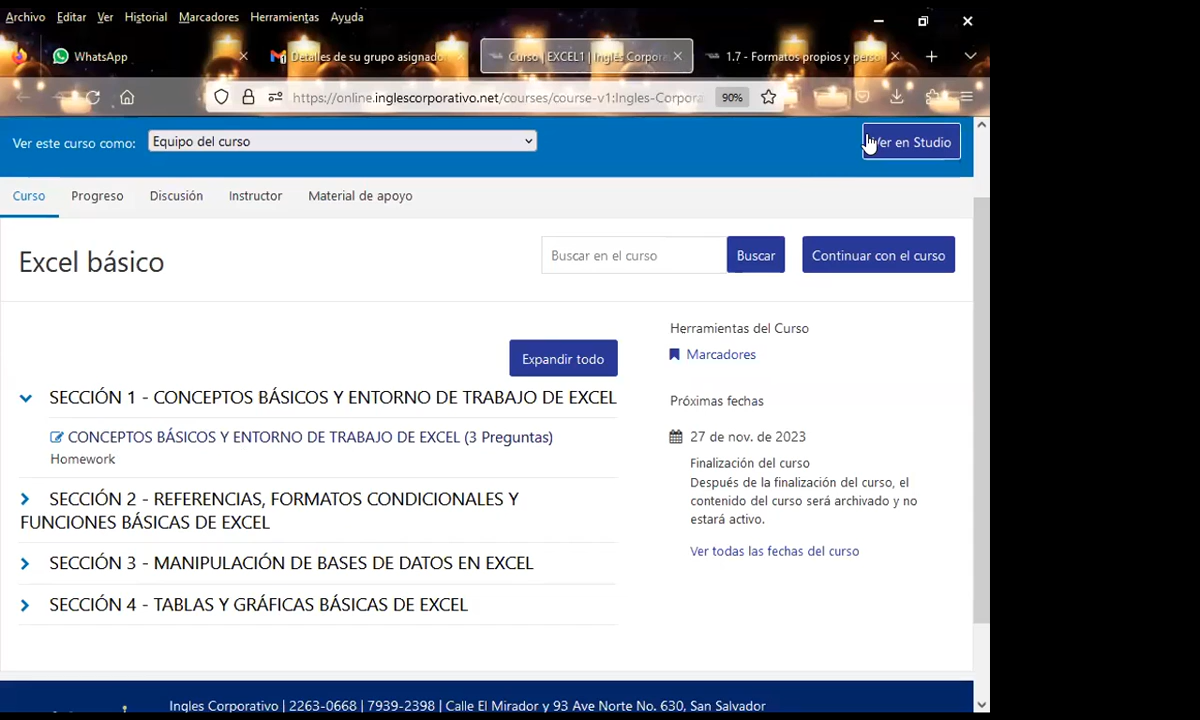 Archivo Editar Ver Historial Marcadores Herramientas Ayuda
WhatsApp
Detalles de su grupo asignado
Curso | EXCEL1 | Ingles Corpor
1.7 - Formatos propios y perso
https://online.inglescorporativo.net/courses/course-v1:Ingles-Corpora
90%
Ver este curso como:
Equipo del curso
Ver en Studio
Curso
Progreso
Discusión
Instructor
Material de apoyo
Excel básico
Buscar en el curso
Buscar
Continuar con el curso
Expandir todo
SECCIÓN 1 - CONCEPTOS BÁSICOS Y ENTORNO DE TRABAJO DE EXCEL
CONCEPTOS BÁSICOS Y ENTORNO DE TRABAJO DE EXCEL (3 Preguntas)
Homework
SECCIÓN 2 - REFERENCIAS, FORMATOS CONDICIONALES Y
FUNCIONES BÁSICAS DE EXCEL
SECCIÓN 3 - MANIPULACIÓN DE BASES DE DATOS EN EXCEL
SECCIÓN 4 - TABLAS Y GRÁFICAS BÁSICAS DE EXCEL
Herramientas del Curso
Marcadores
Próximas fechas
27 de nov. de 2023
Finalización del curso
Después de la finalización del curso, el
contenido del curso será archivado y no
estará activo.
Ver todas las fechas del curso
Ingles Corporativo | 2263-0668 | 7939-2398 | Calle El Mirador y 93 Ave Norte No. 630, San Salvador